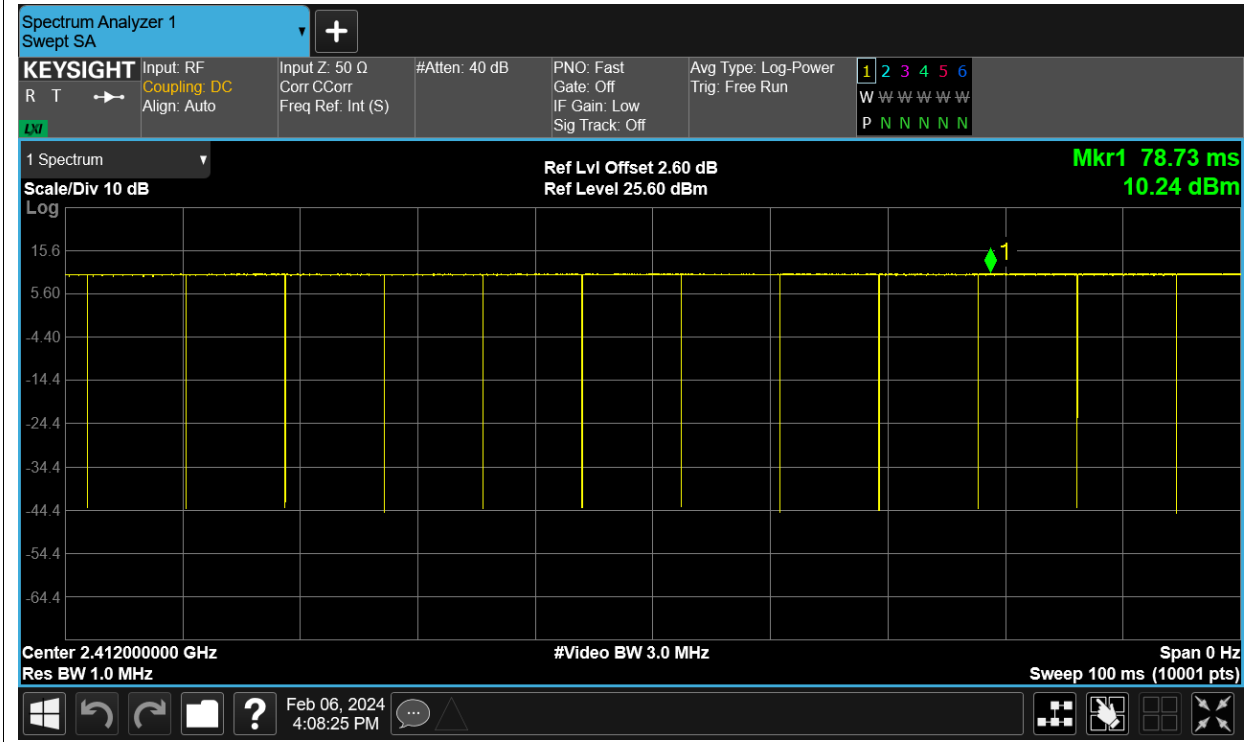 Spectrum Analyzer 1
Swept SA
KEYSIGHT
R T
LXI
Input: RF
Coupling: DC
Align: Auto
Input Z: 50 Ω
Corr CCorr
Freq Ref: Int (S)
#Atten: 40 dB
PNO: Fast
Gate: Off
IF Gain: Low
Sig Track: Off
Avg Type: Log-Power
Trig: Free Run
1 2 3 4 5 6
W W W W W W
P N N N N N
1 Spectrum
Scale/Div 10 dB
Log
Ref Lvl Offset 2.60 dB
Ref Level 25.60 dBm
Mkr1 78.73 ms
10.24 dBm
1
15.6
5.60
-4.40
-14.4
-24.4
-34.4
-44.4
-54.4
-64.4
Center 2.412000000 GHz
Res BW 1.0 MHz
#Video BW 3.0 MHz
Span 0 Hz
Sweep 100 ms (10001 pts)
?
Feb 06, 2024
4:08:25 PM